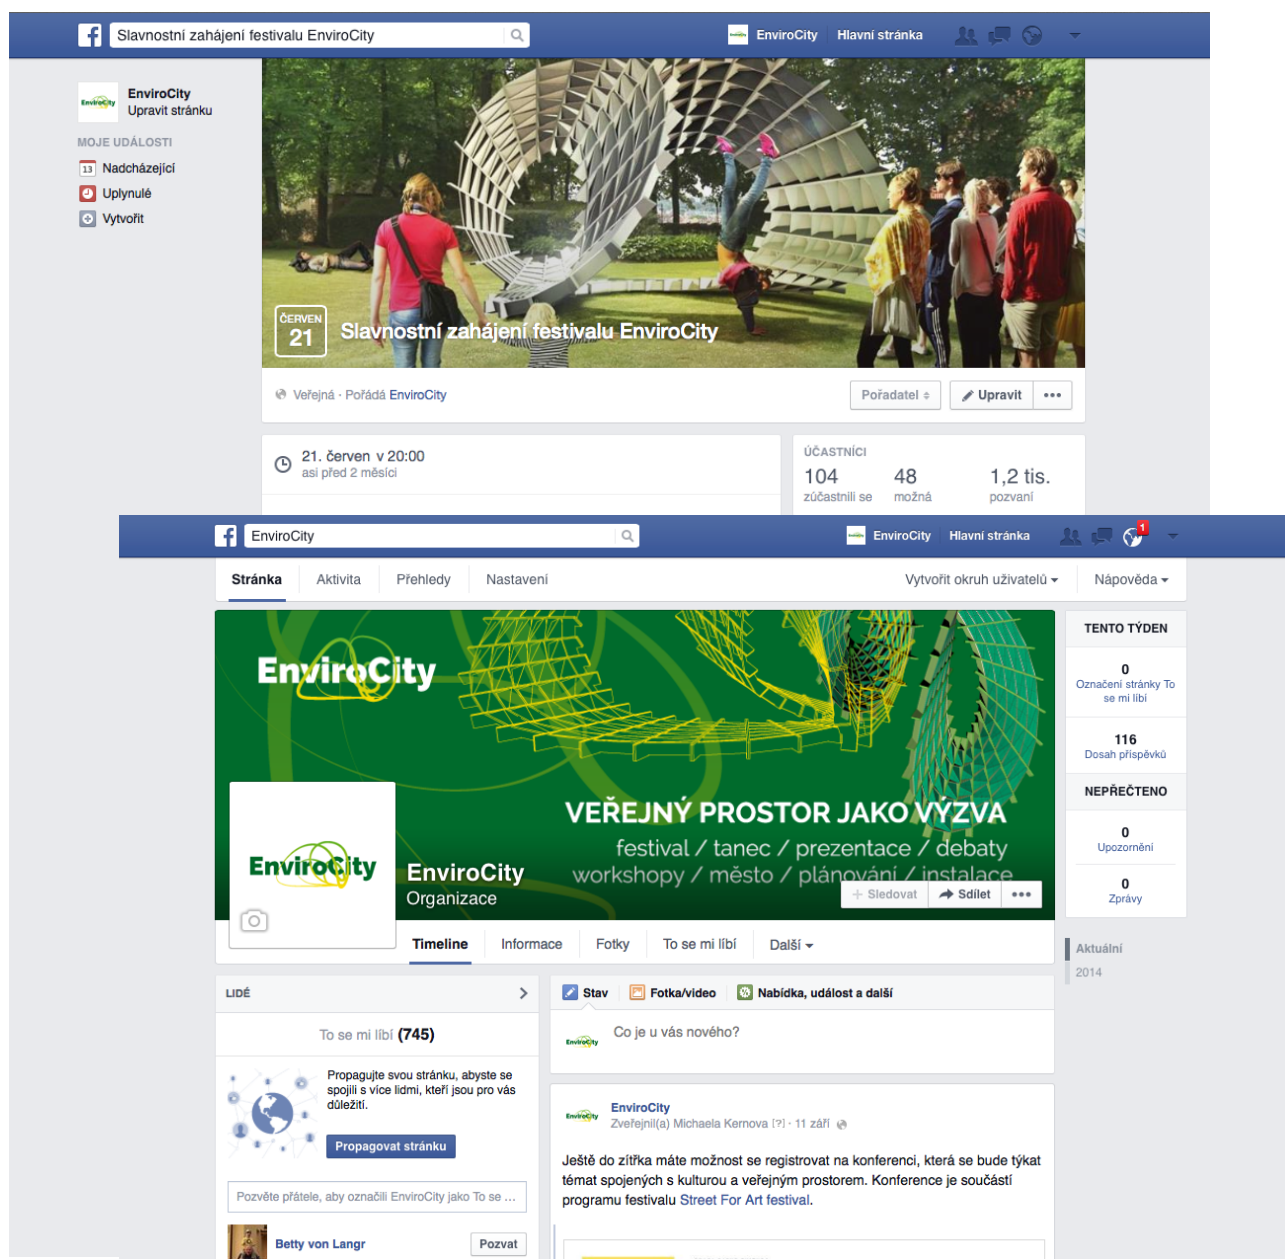 Slavnostní zahájení festivalu EnviroCity
EnviroCity Hlavní stránka
EnviroCity
EnviroCity
Upravit stránku
MOJE UDÁLOSTI
13 Nadcházející
Uplynulé
Vytvořit
ČERVEN
21
Slavnostní zahájení festivalu EnviroCity
Veřejná · Pořádá EnviroCity
Pořadatel
Upravit
21. červen v 20:00
asi před 2 měsíci
ÚČASTNÍCI
104 48 1,2 tis.
zúčastnili se možná pozvaní
EnviroCity
EnviroCity Hlavní stránka
1
Stránka Aktivita Přehledy Nastavení
Vytvořit okruh uživatelů Nápověda
EnviroCity
VEŘEJNÝ PROSTOR JAKO VÝZVA
festival / tanec / prezentace / debaty
workshopy / město / plánování / instalace
EnviroCity
EnviroCity
Organizace
+ Sledovat Sdílet
Timeline Informace Fotky To se mi líbí Další
TENTO TÝDEN
0
Označení stránky To
se mi líbí
116
Dosah příspěvků
NEPŘEČTENO
0
Upozornění
0
Zprávy
Aktuální
2014
LIDÉ
To se mi líbí (745)
Propagujte svou stránku, abyste se
spojili s více lidmi, kteří jsou pro vás
důležití.
Propagovat stránku
Pozvěte přátele, aby označili EnviroCity jako To se ...
Betty von Langr
Pozvat
Stav Fotka/video Nabídka, událost a další
EnviroCity
Co je u vás nového?
EnviroCity
EnviroCity
Zveřejnil(a) Michaela Kernova [?] · 11 září
Ještě do zítřka máte možnost se registrovat na konferenci, která se bude týkat
témat spojených s kulturou a veřejným prostorem. Konference je součástí
programu festivalu Street For Art festival.